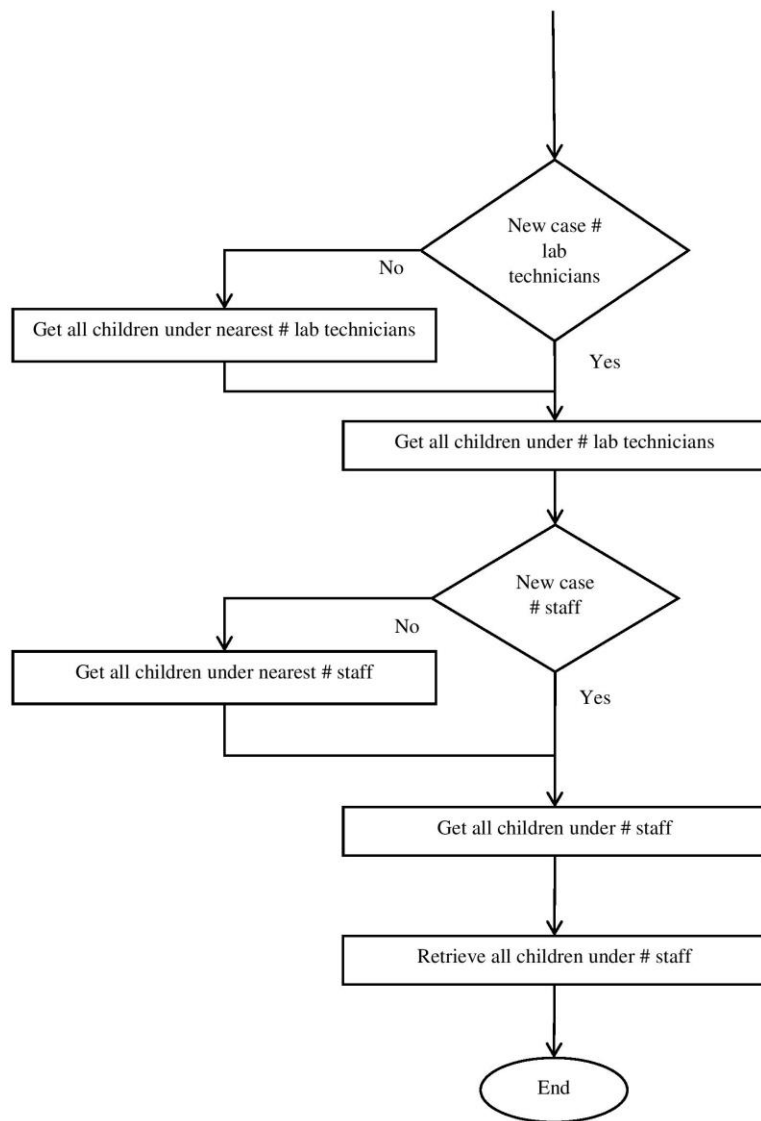 New case #
lab
technicians
No
Get all children under nearest # lab technicians
Yes
Get all children under # lab technicians
New case
# staff
No
Get all children under nearest # staff
Yes
Get all children under # staff
Retrieve all children under # staff
End